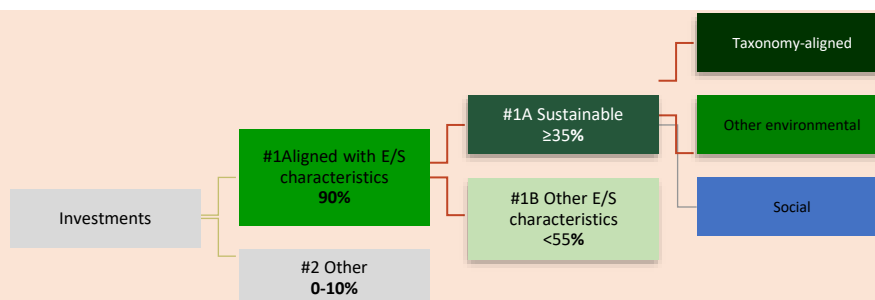 Investments
#1Aligned with E/S
characteristics
90%
#2 Other
0-10%
#1A Sustainable
≥35%
#1B Other E/S
characteristics
<55%
Taxonomy-aligned
Other environmental
Social